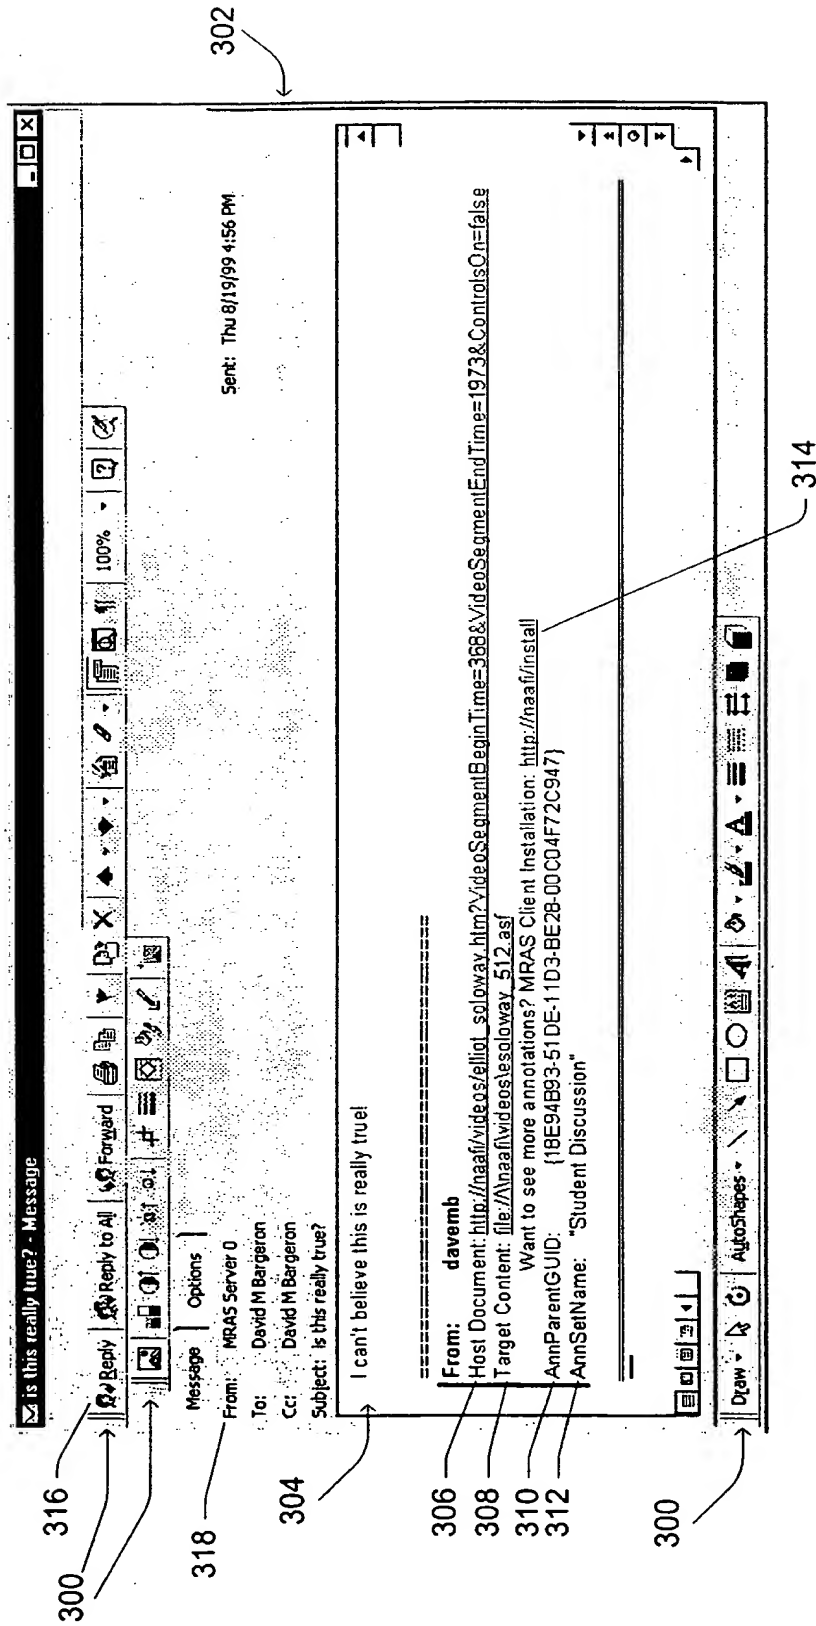 is this really true? - Message
Reply Reply to All Forward 100%
Message Options
From: MRAS Server 0
Sent: Thu 8/19/99 4:56 PM
To: David M Bargeron
Cc: David M Bargeron
Subject: Is this really true?
I can't believe this is really true!
==============================
From: davemb
Host Document: http://naafi/videos/elliot_soloway.htm?VideoSegmentBeginTime=368&VideoSegmentEndTime=1973&ControlsOn=false
Target Content: file://\\naafi\videos\esoloway_512.asf
Want to see more annotations? MRAS Client Installation: http://naafi/install
AnnParentGUID: {18E94B93-51DE-11D3-BE28-00C04F72C947}
AnnSetName: "Student Discussion"
Draw AutoShapes
316
300
318
304
306
308
310
312
300
302
314